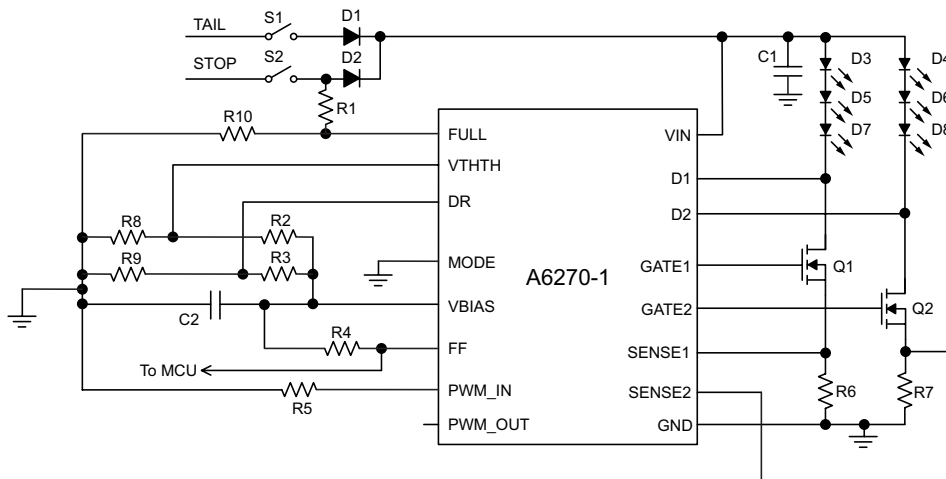 TAIL
S1
D1
STOP
S2
D2
R1
C1
D3
D4
D5
D6
D7
D8
R10
FULL
VIN
VTHTH
D1
DR
D2
R8
R2
R9
R3
MODE
A6270-1
GATE1
Q1
VBIAS
GATE2
Q2
C2
R4
FF
SENSE1
To MCU
R5
PWM_IN
SENSE2
R6
R7
PWM_OUT
GND